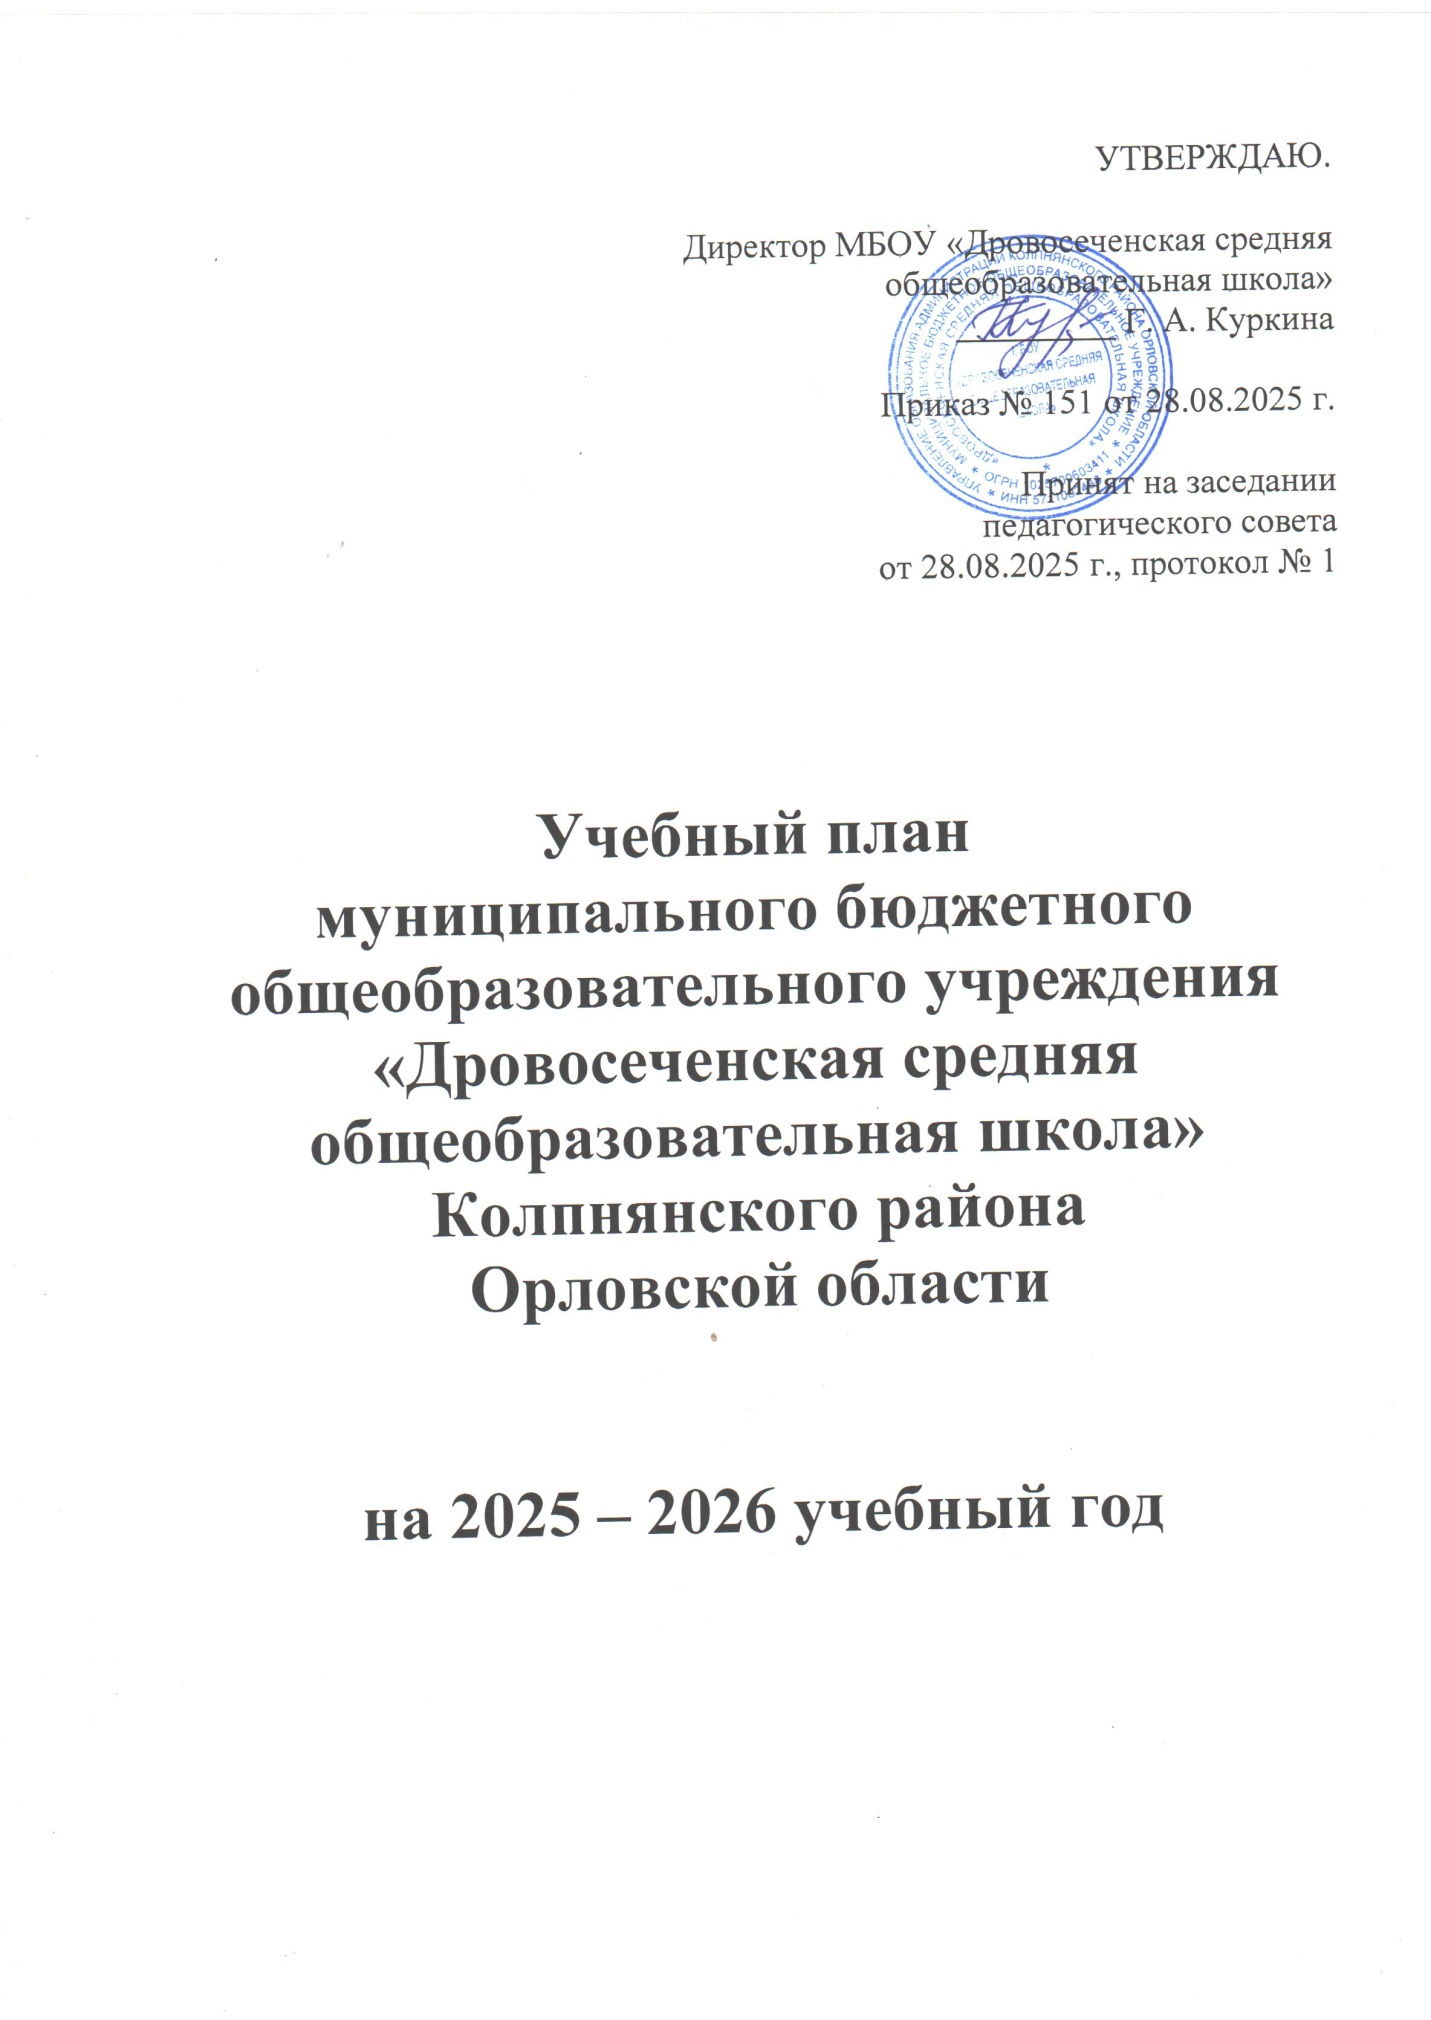 УТВЕРЖДАЮ.
Директор МБОУ «Дровосеченская средняя
общеобразовательная школа»
Г. А. Куркина
Приказ № 151 от 28.08.2025 г.
Принят на заседании
педагогического совета
от 28.08.2025 г., протокол № 1
Учебный план
муниципального бюджетного
общеобразовательного учреждения
«Дровосеченская средняя
общеобразовательная школа»
Колпнянского района
Орловской области
на 2025 – 2026 учебный год